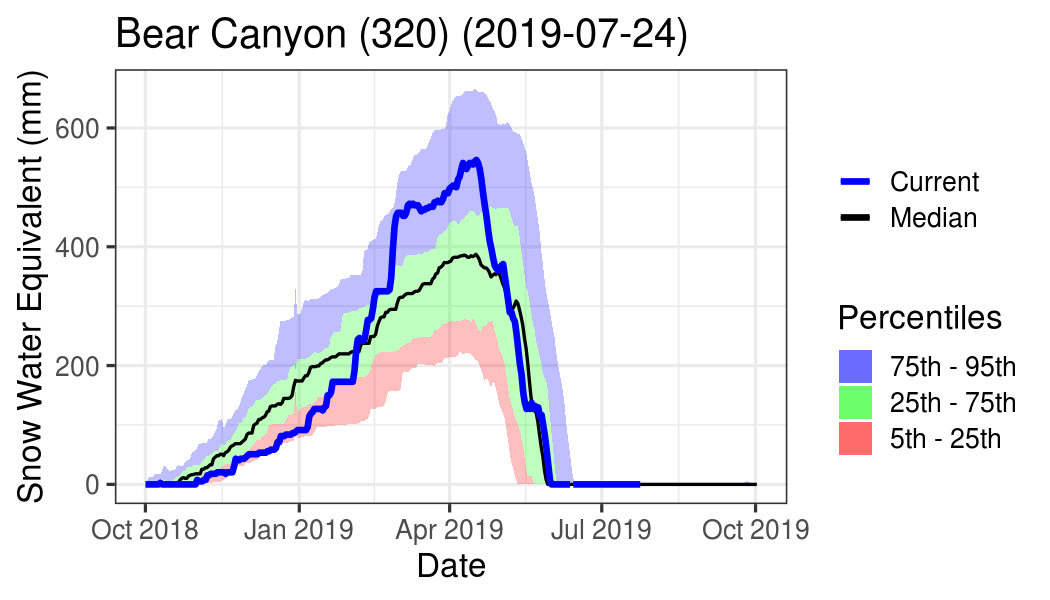 Bear Canyon (320) (2019-07-24)
Snow Water Equivalent (mm)
600
400
200
0
Oct 2018
Jan 2019
Apr 2019
Jul 2019
Oct 2019
Date
Current
Median
Percentiles
75th - 95th
25th - 75th
5th - 25th